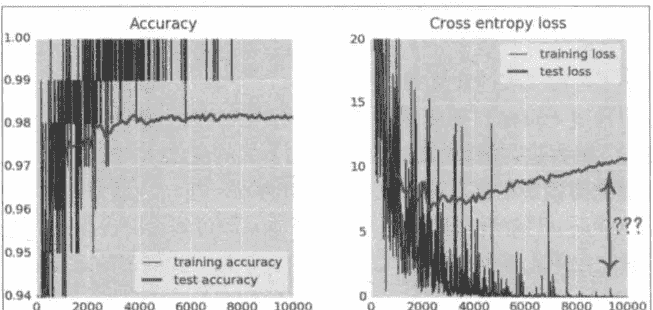 Accuracy
1.00
0.99
0.98
0.97
0.96
0.95
0.94
training accuracy
test accuracy
0 2000 4000 6000 8000 10000
Cross entropy loss
20
15
10
5
0
training loss
test loss
???
0 2000 4000 6000 8000 10000